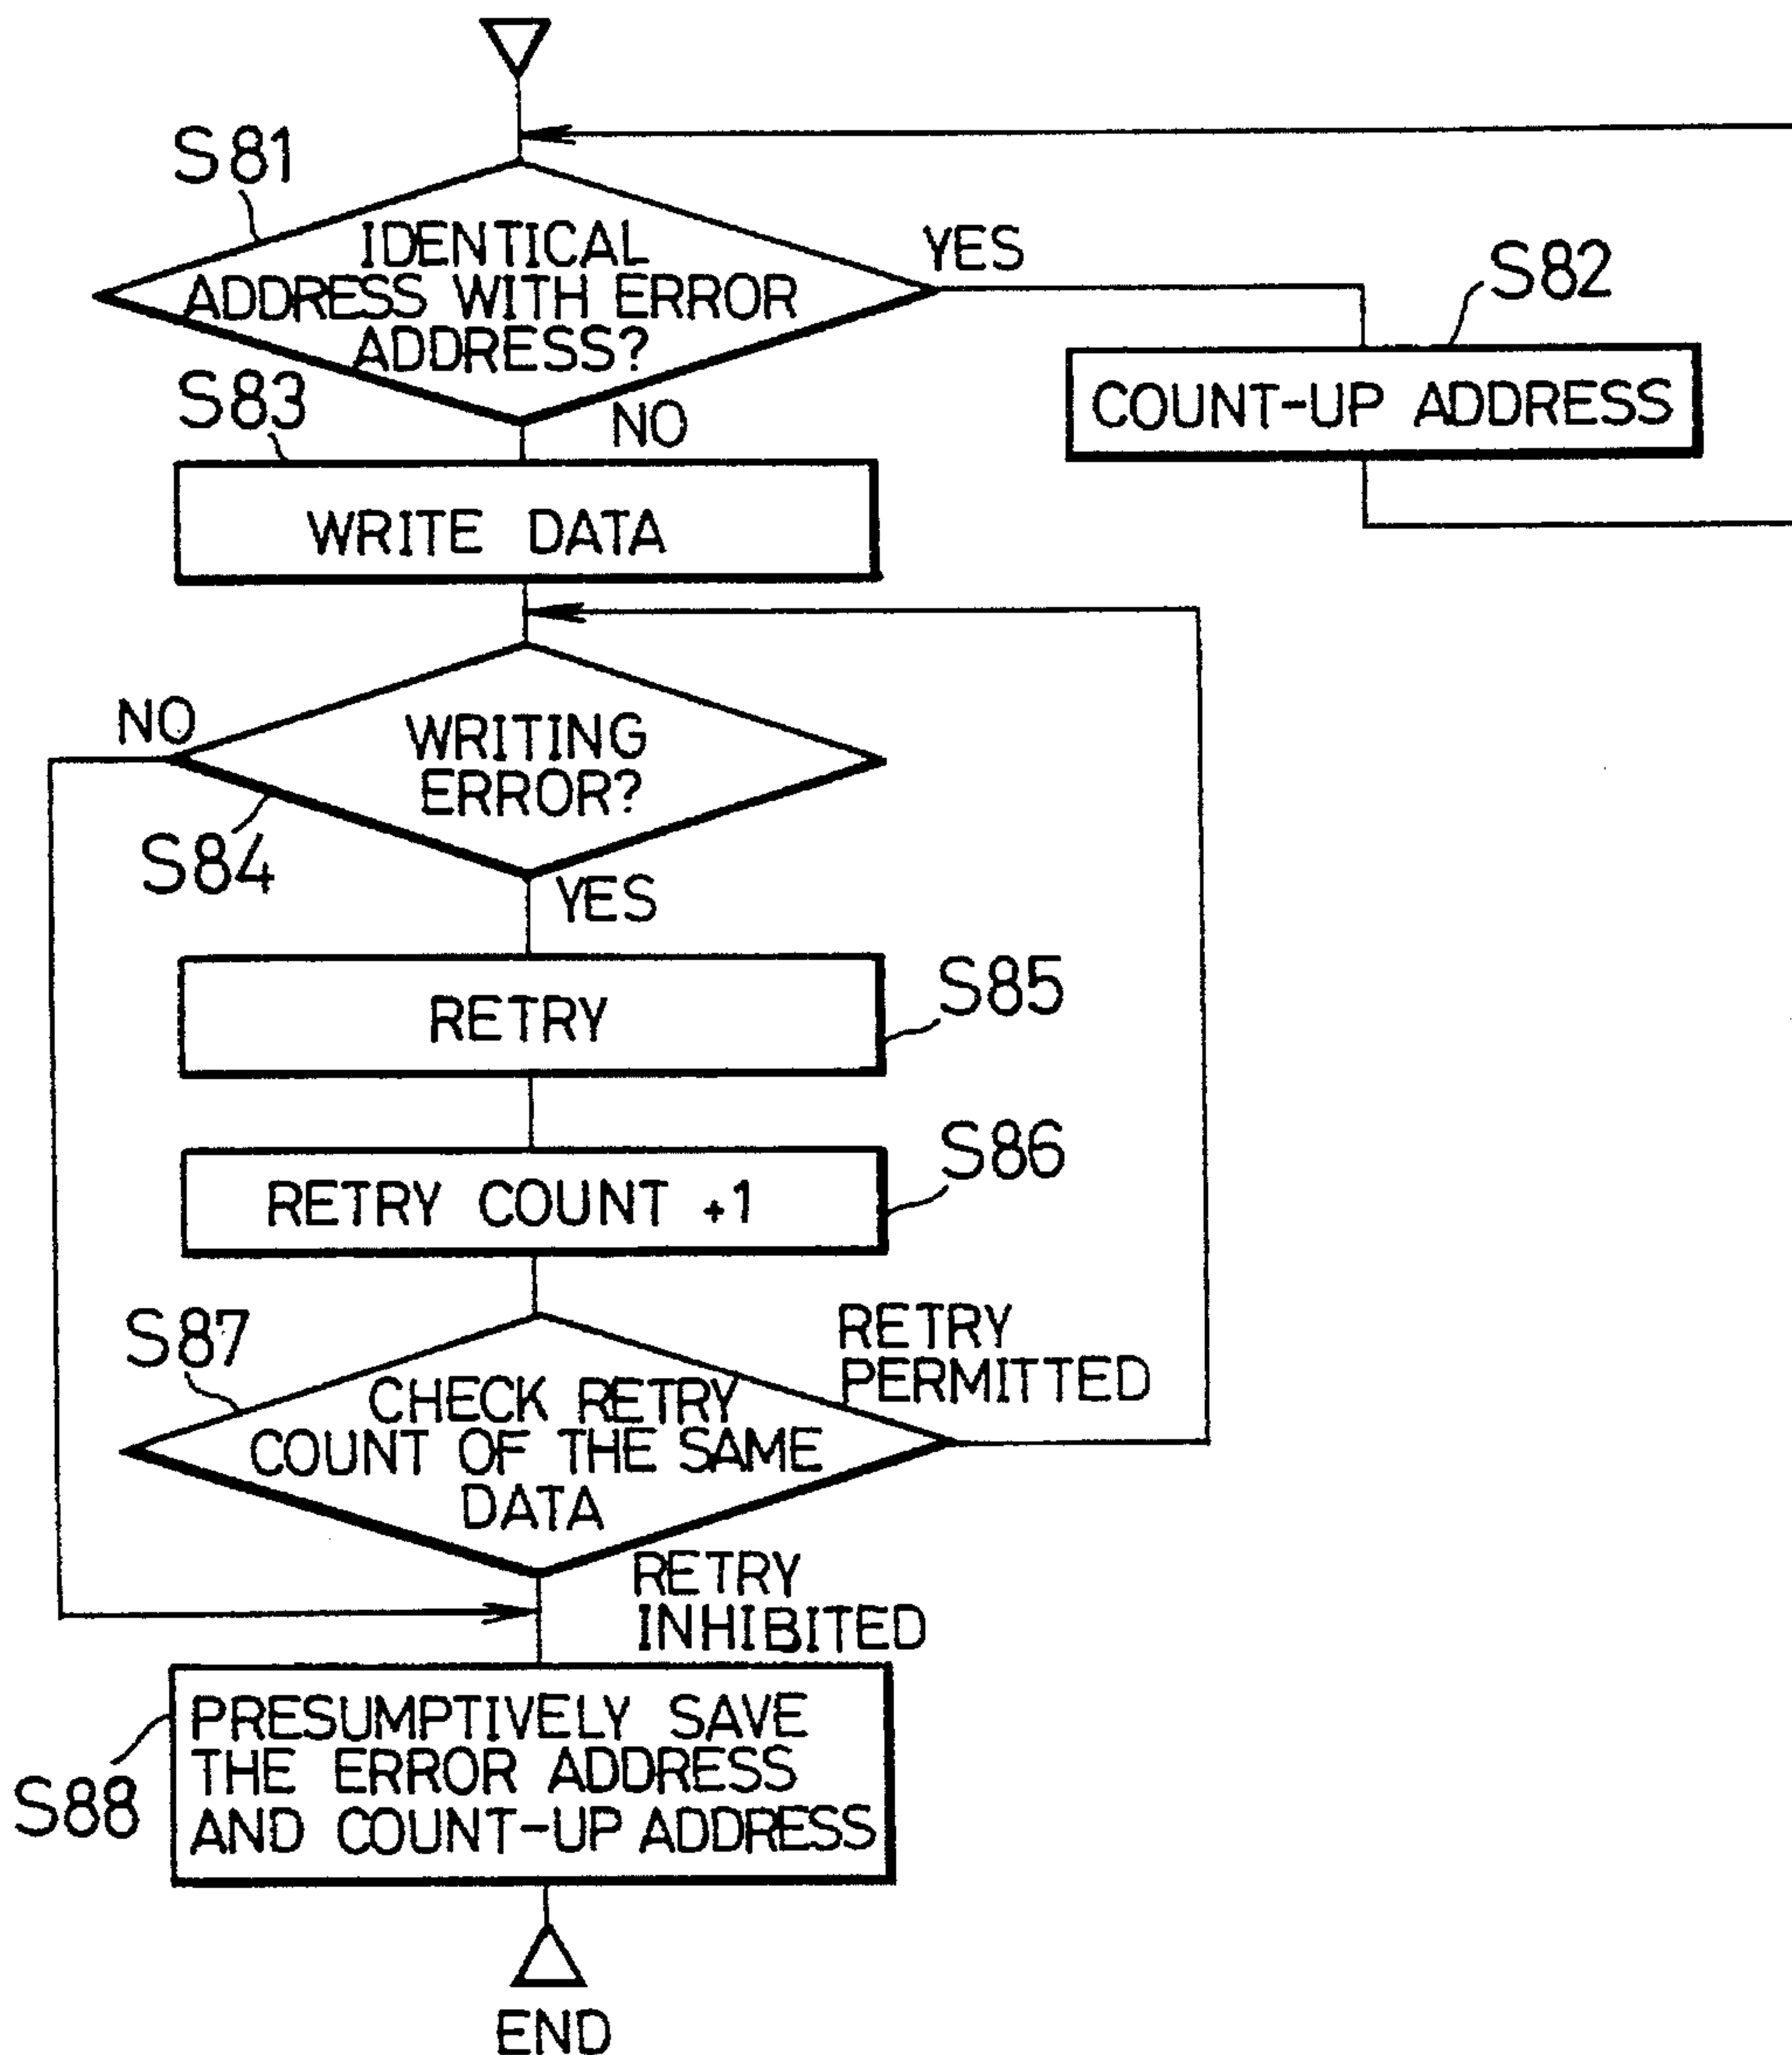 S81
IDENTICAL
ADDRESS WITH ERROR
ADDRESS?
YES
S82
COUNT-UP ADDRESS
NO
S83
WRITE DATA
NO
WRITING
ERROR?
S84
YES
RETRY
S85
RETRY COUNT +1
S86
S87
CHECK RETRY
COUNT OF THE SAME
DATA
RETRY
PERMITTED
RETRY
INHIBITED
PRESUMPTIVELY SAVE
THE ERROR ADDRESS
AND COUNT-UP ADDRESS
S88
END